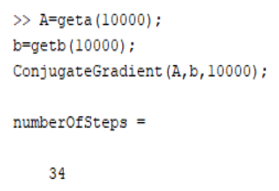 >> A=geta(10000);
b=getb(10000);
ConjugateGradient(A,b,10000);
numberOfSteps =
34